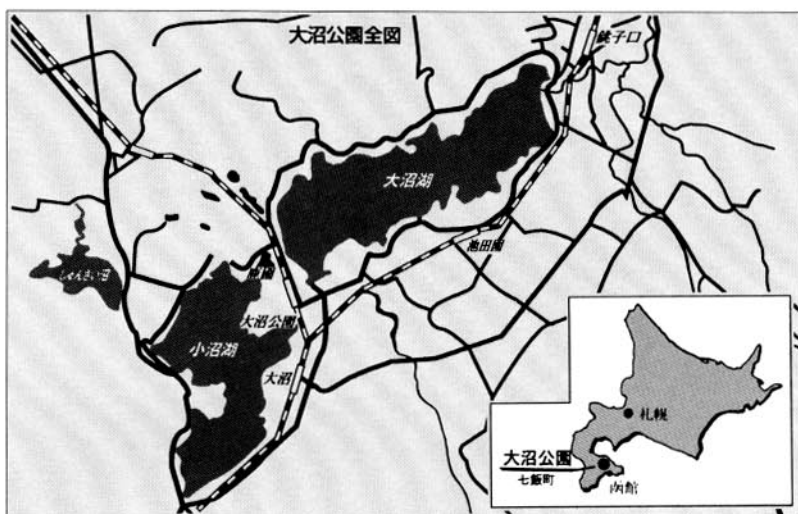 大沼公園全図
銚子口
大沼湖
池田園
じゅんさい沼
大沼公園
小沼湖
大沼
札幌
大沼公園
七飯町
函館